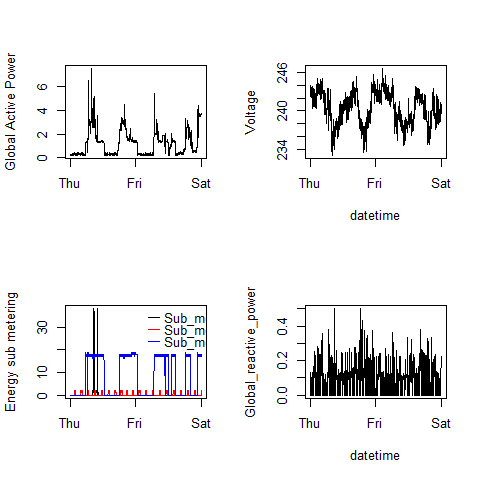 Global Active Power
0 2 4 6
Thu Fri Sat
Voltage
234 240 246
Thu Fri Sat
datetime
Energy sub metering
0 10 30
Sub_m
Sub_m
Sub_m
Thu Fri Sat
Global_reactive_power
0.0 0.2 0.4
Thu Fri Sat
datetime